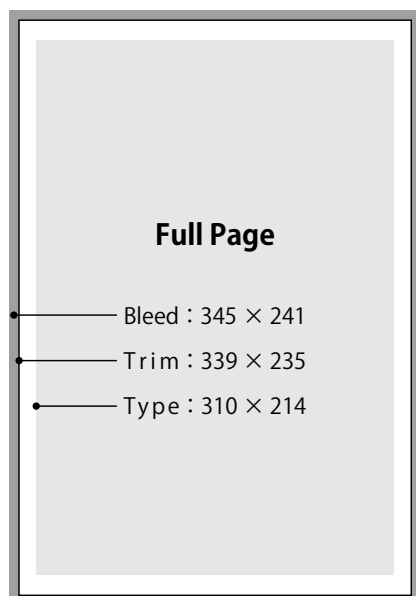 Full Page
Bleed：345 × 241
Trim：339 × 235
Type：310 × 214